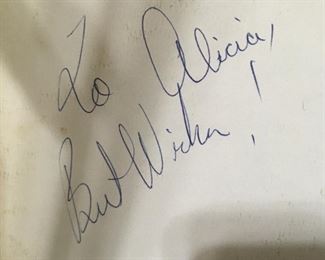 To Alicia,
Best Wishes,!